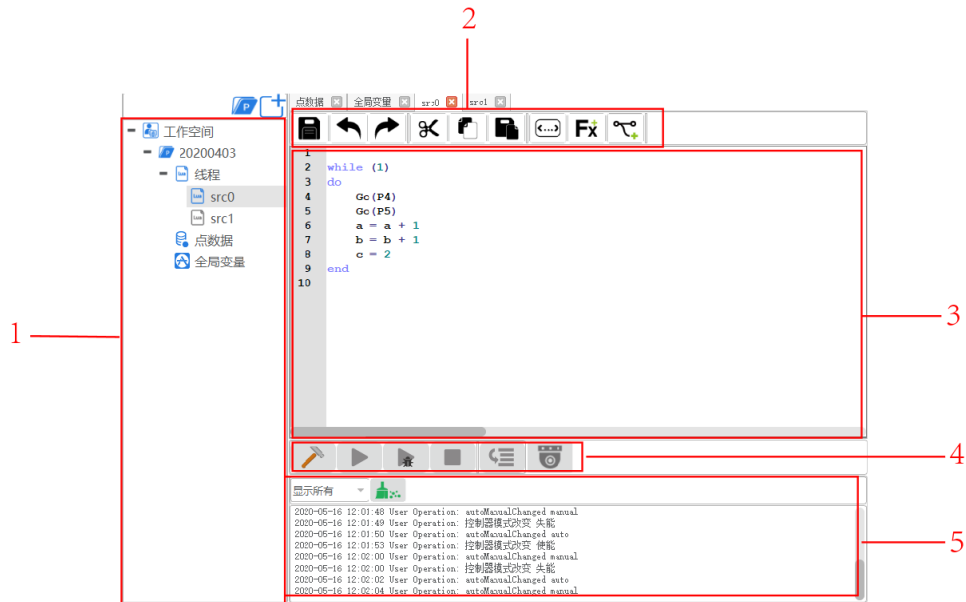 2
点数据 全局变量 src0 src1
工作空间
20200403
线程
src0
src1
点数据
全局变量
Fx
1
2 while (1)
3 do
4 Go(P4)
5 Go(P5)
6 a = a + 1
7 b = b + 1
8 c = 2
9 end
10
1
3
4
显示所有
2020-05-16 12:01:48 User Operation: autoManualChanged manual
2020-05-16 12:01:49 User Operation: 控制器模式改变 失能
2020-05-16 12:01:50 User Operation: autoManualChanged auto
2020-05-16 12:01:53 User Operation: 控制器模式改变 使能
2020-05-16 12:02:00 User Operation: autoManualChanged manual
2020-05-16 12:02:00 User Operation: 控制器模式改变 失能
2020-05-16 12:02:02 User Operation: autoManualChanged auto
2020-05-16 12:02:04 User Operation: autoManualChanged manual
5